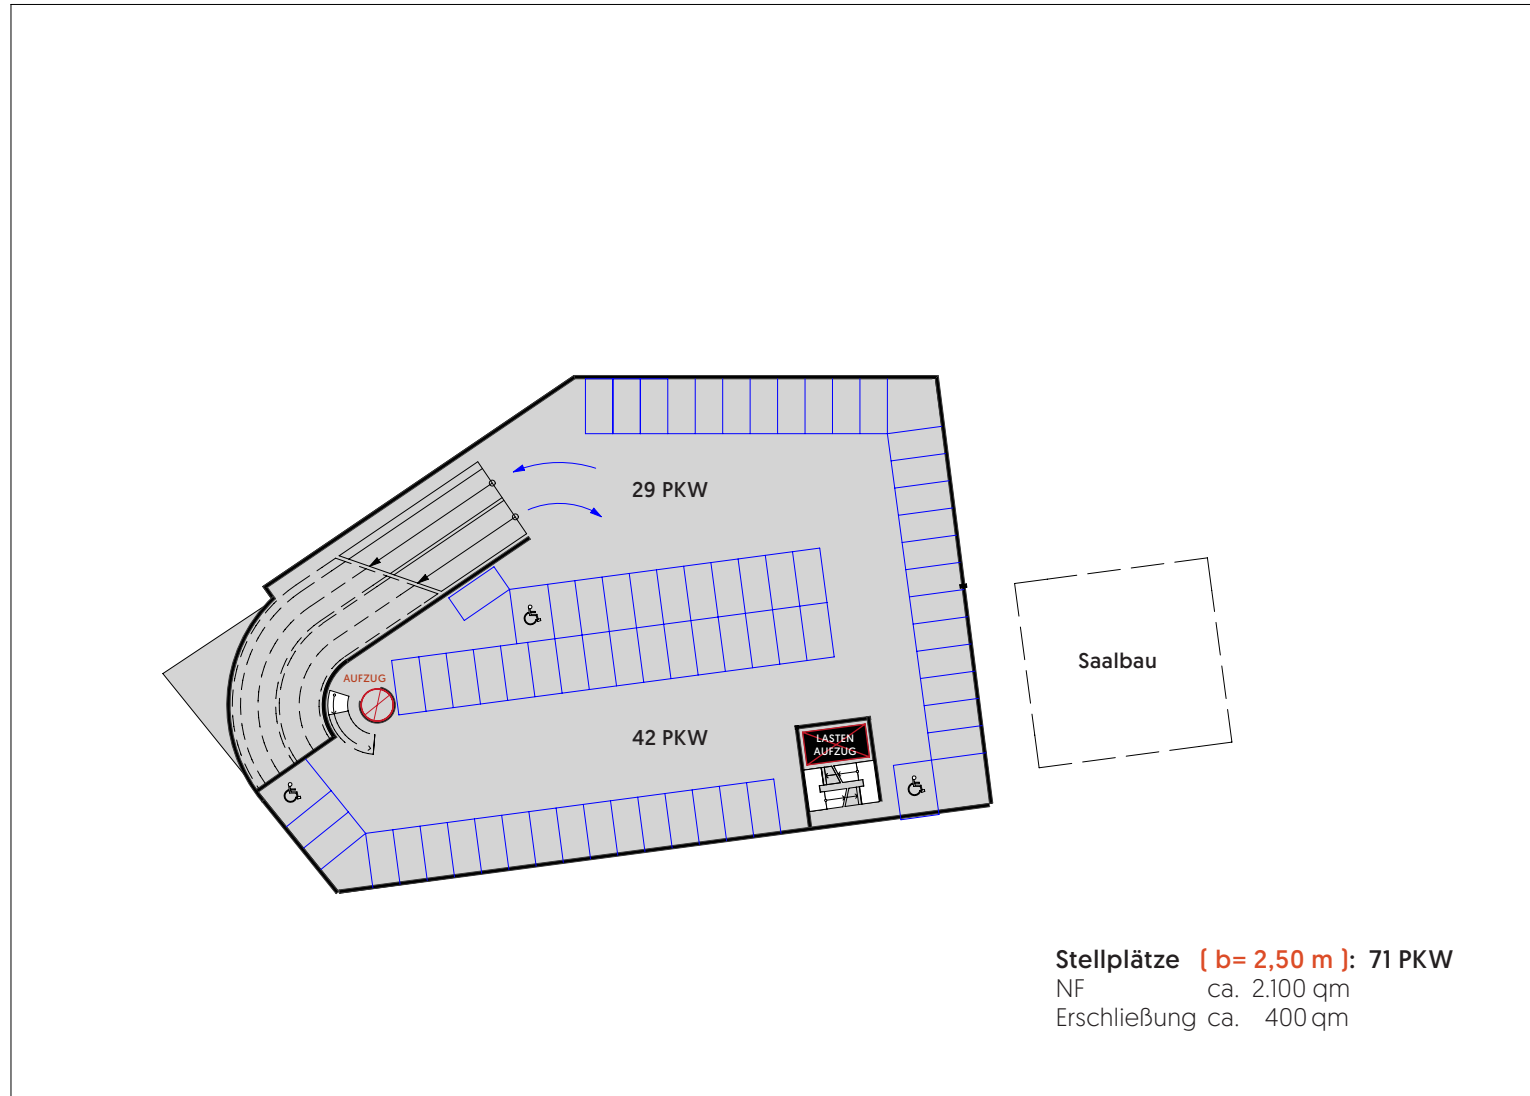 29 PKW
AUFZUG
Saalbau
42 PKW
LASTEN
AUFZUG
Stellplätze ( b= 2,50 m ): 71 PKW
NF ca. 2.100 qm
Erschließung ca. 400 qm